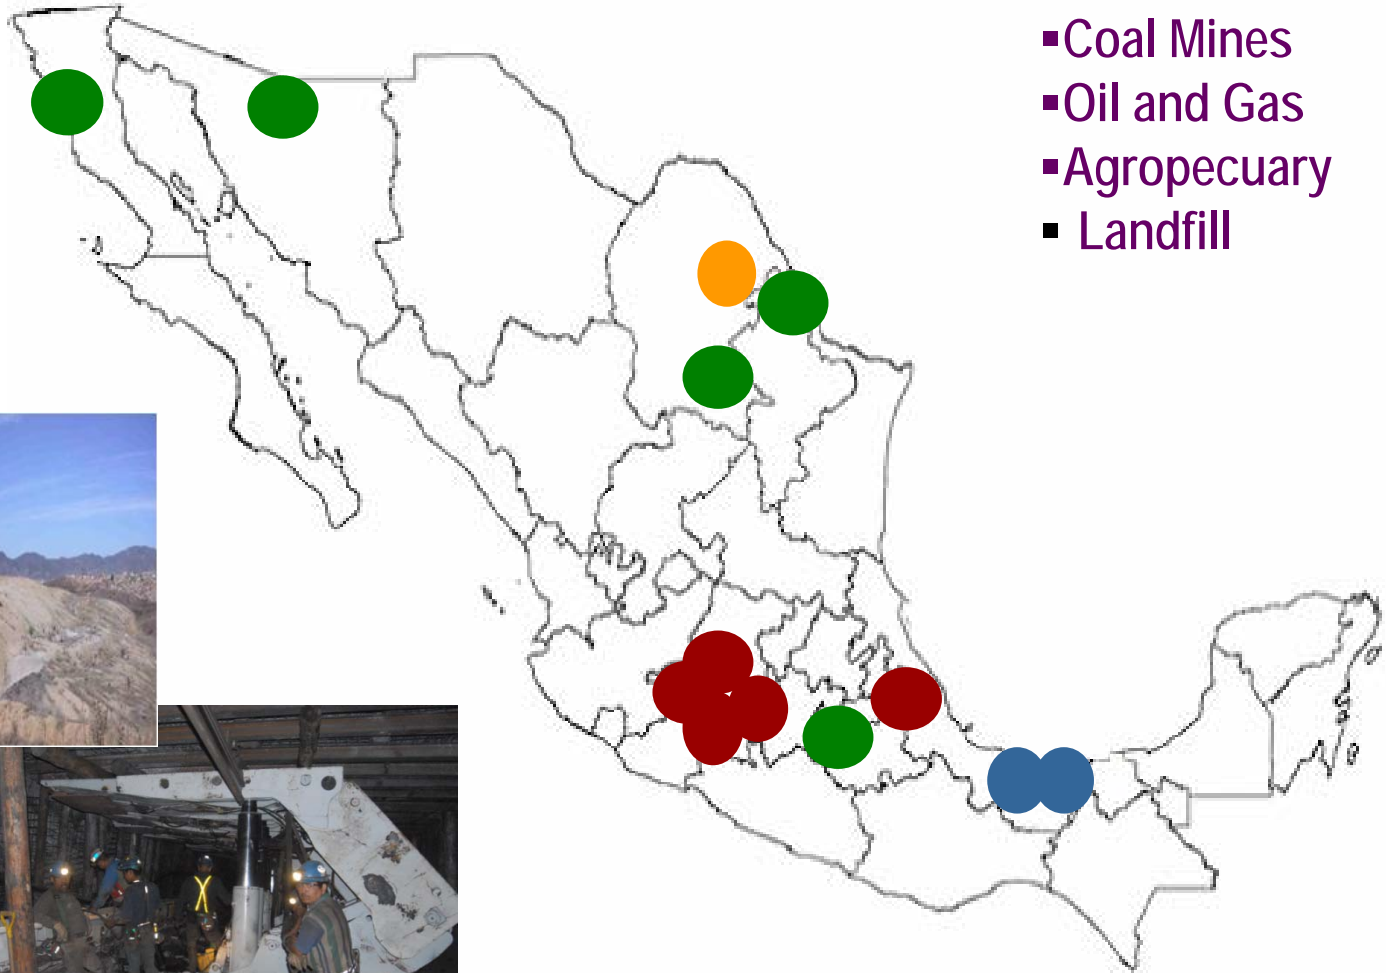 ▪Coal Mines
▪Oil and Gas
▪Agropecuary
▪ Landfill